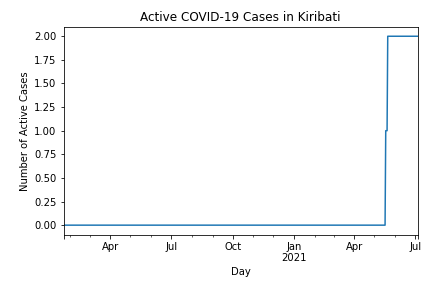 Active COVID-19 Cases in Kiribati
2.00
1.75
1.50
1.25
1.00
0.75
0.50
0.25
0.00
Number of Active Cases
Apr Jul Oct Jan Apr Jul
2021
Day